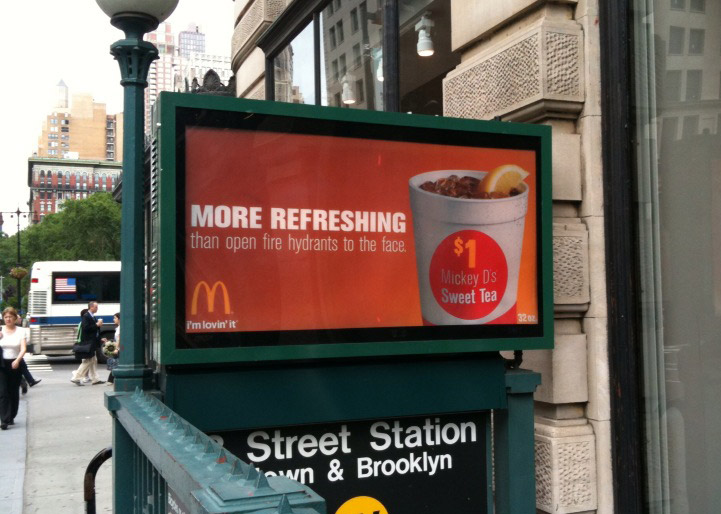 MORE REFRESHING
than open fire hydrants to the face.
i'm lovin' it
$1
Mickey D's
Sweet Tea
32 oz.
Street Station
& Brooklyn